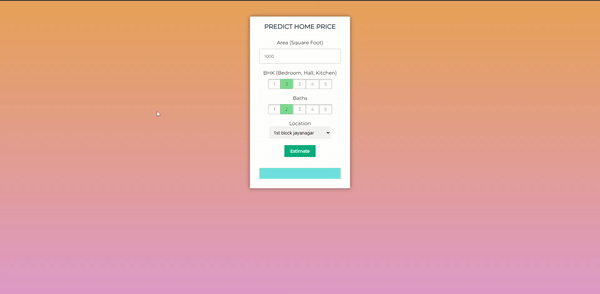 PREDICT HOME PRICE
Area (Square Foot)
1000
BHK (Bedroom, Hall, Kitchen)
1 2 3 4 5
Baths
1 2 3 4 5
Location
1st block jayanagar
Estimate